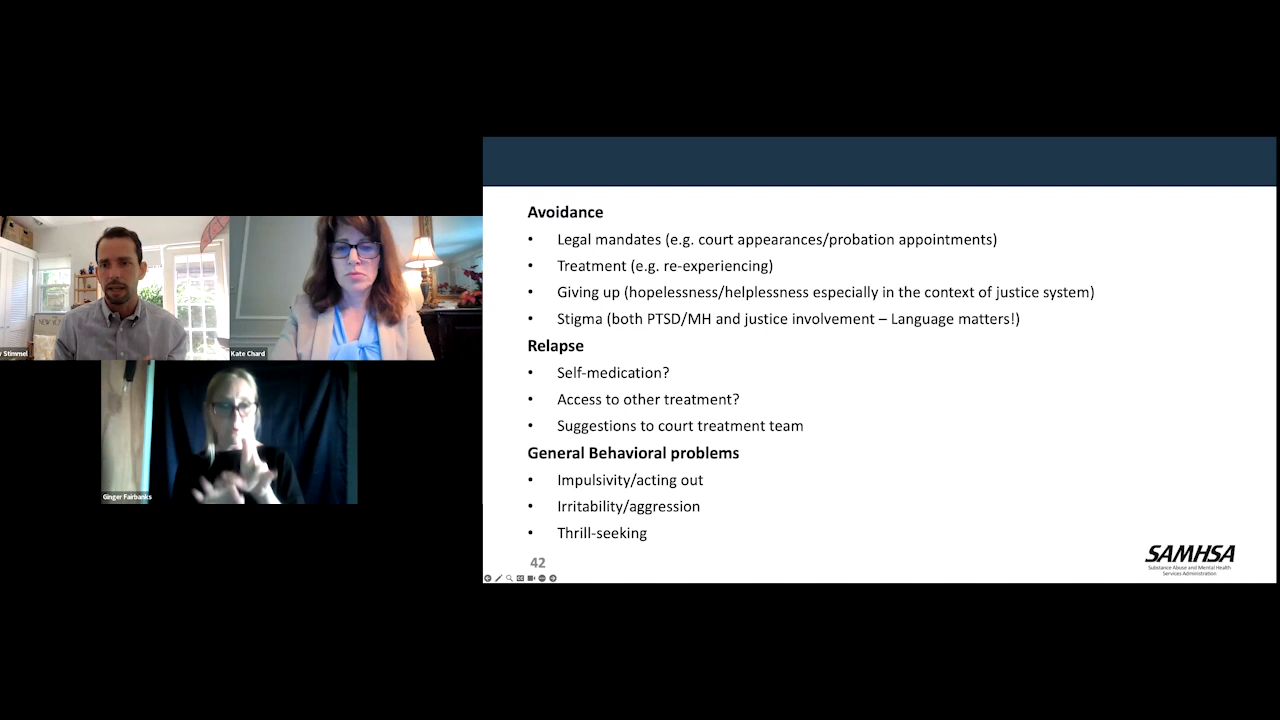 Avoidance
• Legal mandates (e.g. court appearances/probation appointments)
• Treatment (e.g. re-experiencing)
• Giving up (hopelessness/helplessness especially in the context of justice system)
• Stigma (both PTSD/MH and justice involvement – Language matters!)
Relapse
• Self-medication?
• Access to other treatment?
• Suggestions to court treatment team
General Behavioral problems
• Impulsivity/acting out
• Irritability/aggression
• Thrill-seeking
42
SAMHSA
Substance Abuse and Mental Health
Services Administration
Stimmel
Kate Chard
Ginger Fairbanks